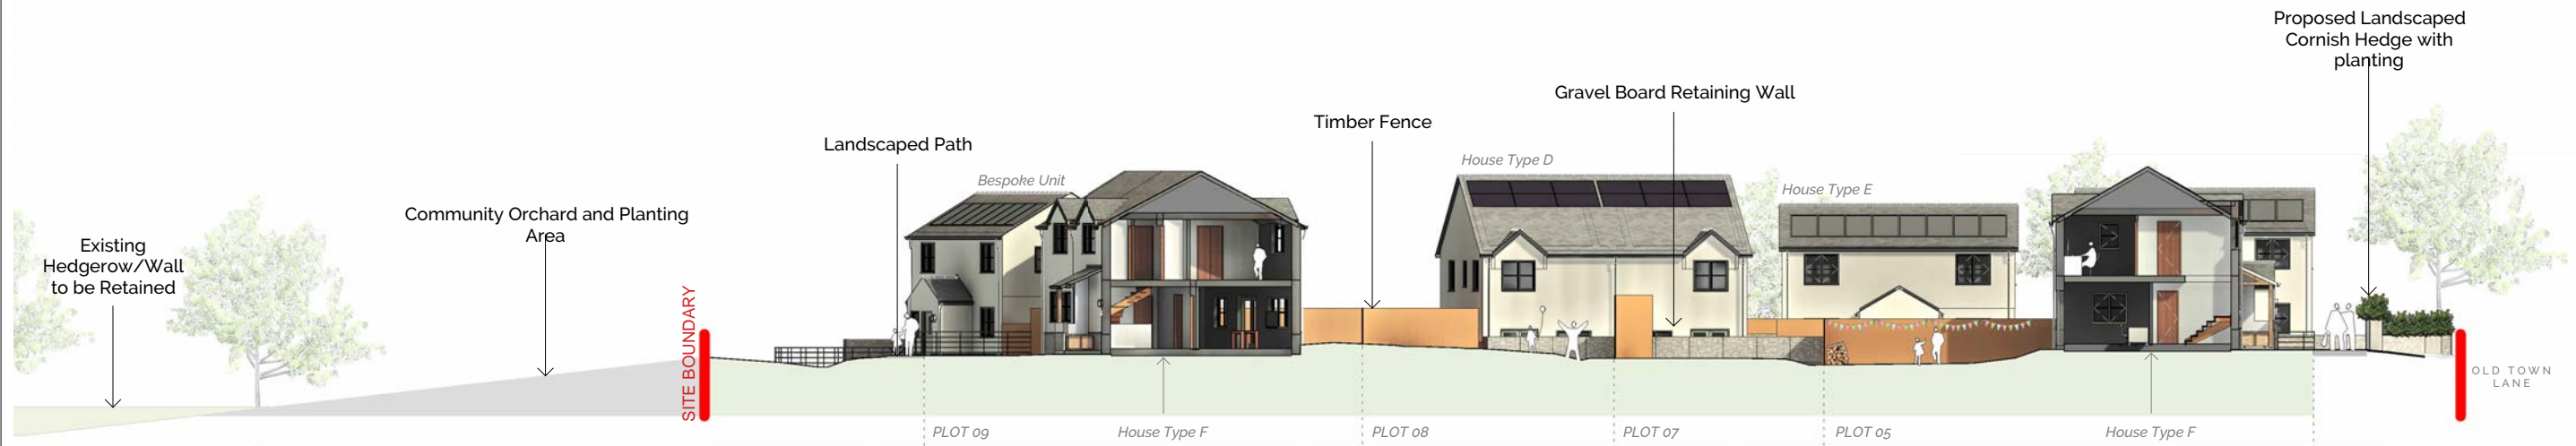 Existing
Hedgerow/Wall
to be Retained
Community Orchard and Planting
Area
SITE BOUNDARY
Landscaped Path
Bespoke Unit
Timber Fence
House Type D
Gravel Board Retaining Wall
House Type E
Proposed Landscaped
Cornish Hedge with
planting
OLD TOWN
LANE
PLOT 09
House Type F
PLOT 08
PLOT 07
PLOT 05
House Type F